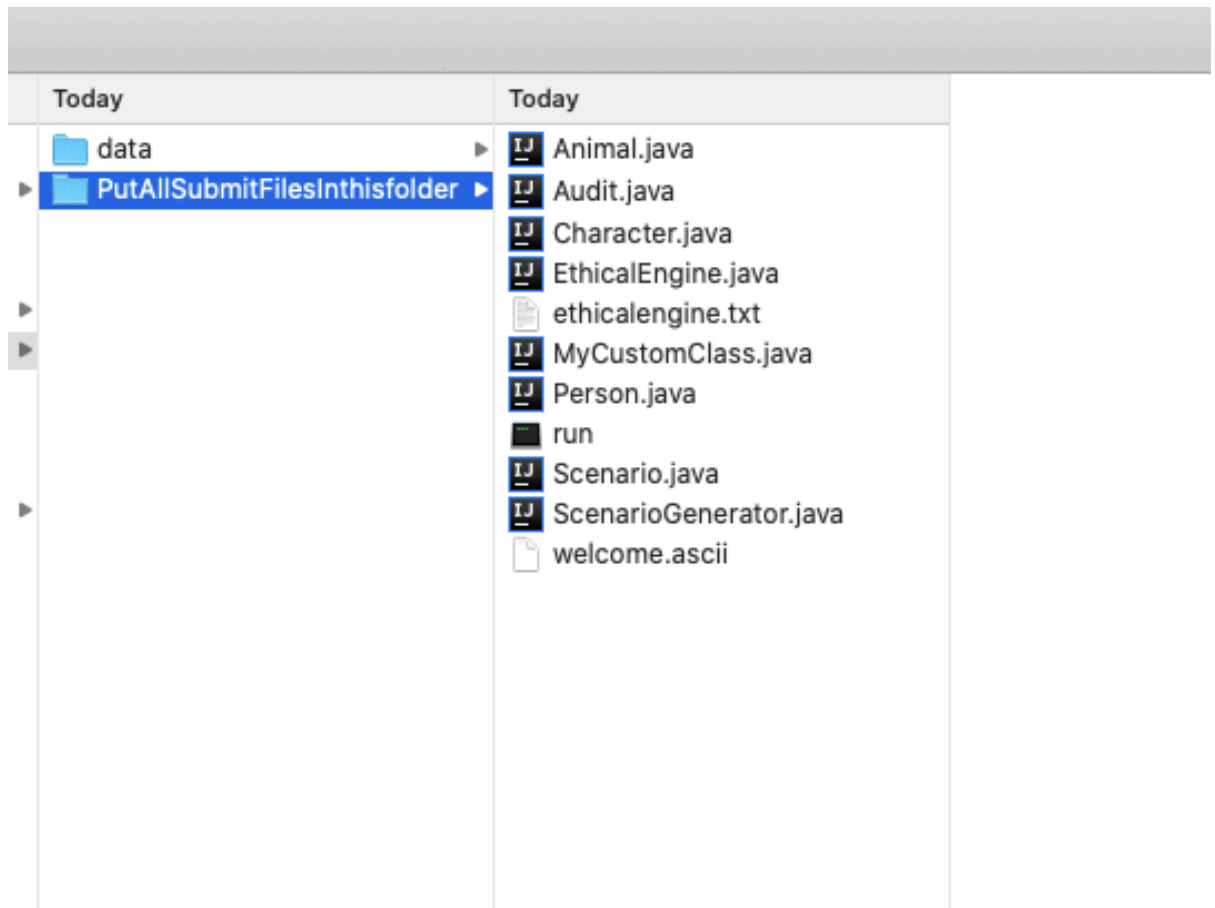 Today
data
PutAllSubmitFilesInthisfolder
Today
Animal.java
Audit.java
Character.java
EthicalEngine.java
ethicalengine.txt
MyCustomClass.java
Person.java
run
Scenario.java
ScenarioGenerator.java
welcome.ascii